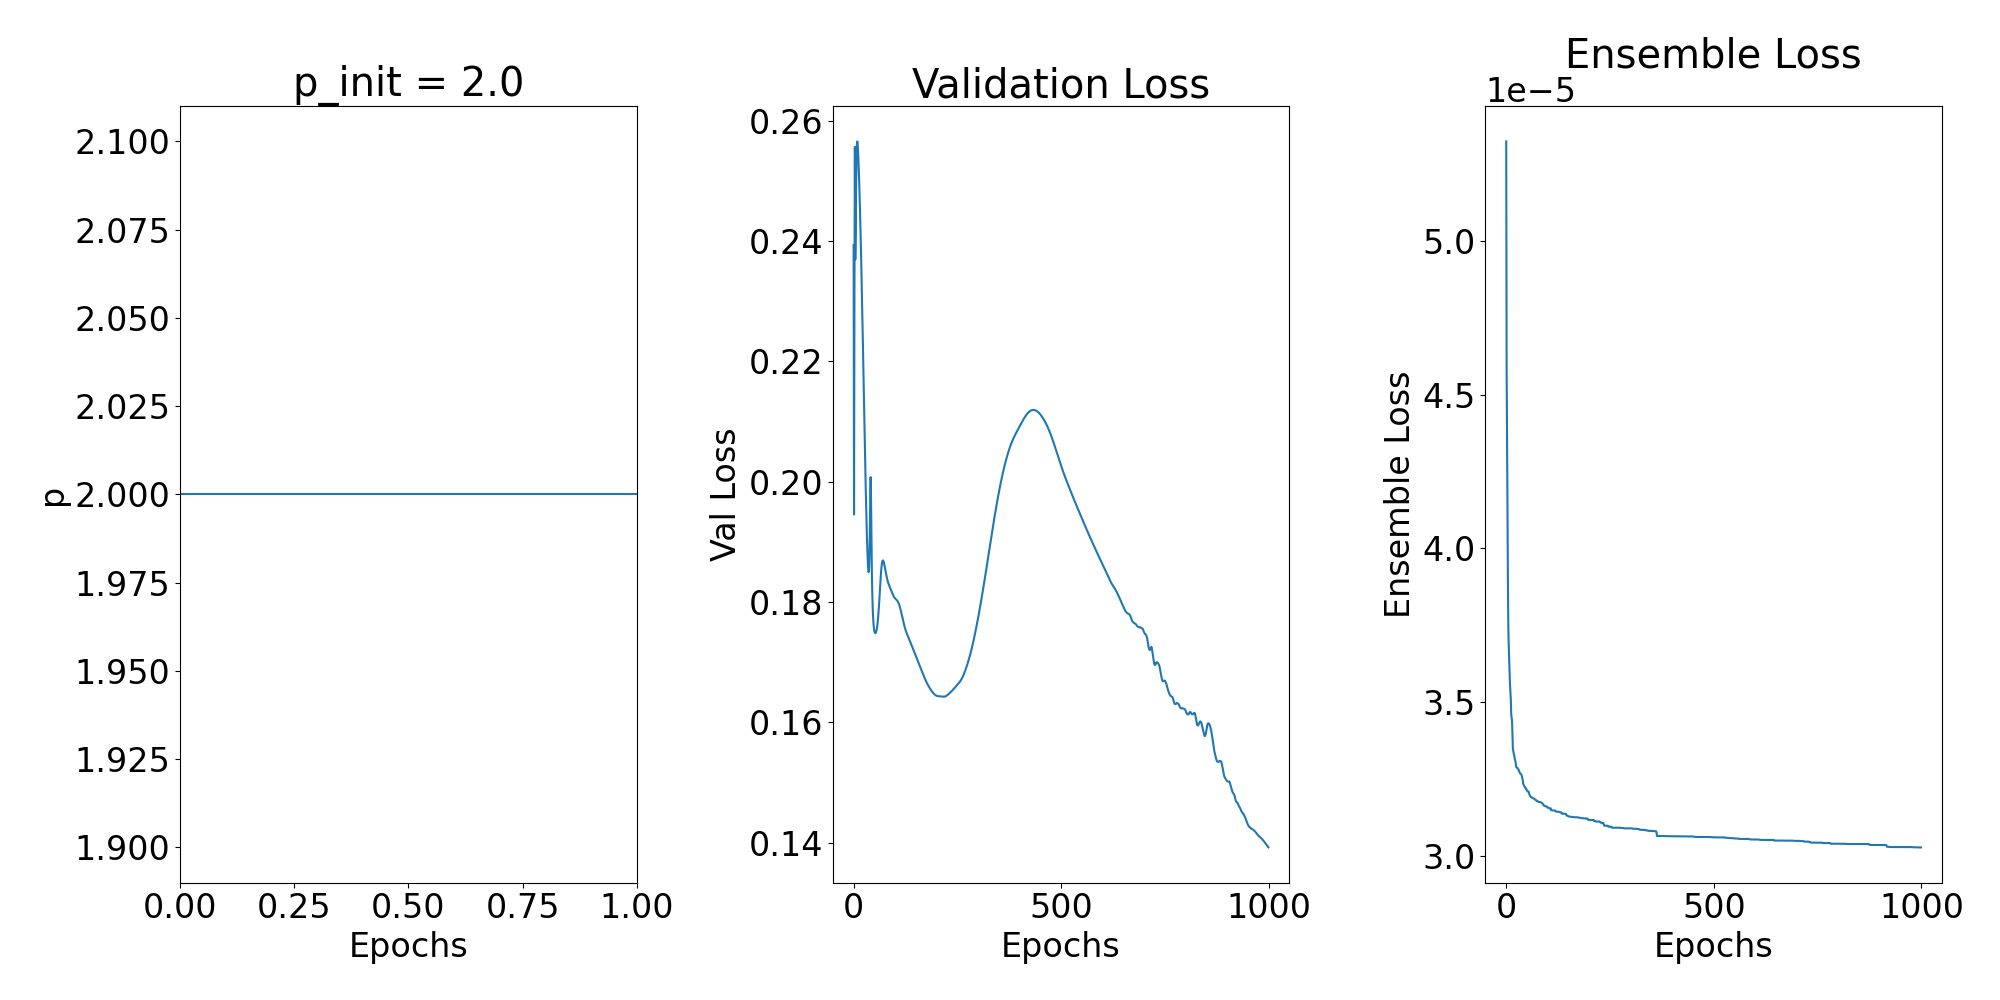 p_init = 2.0
2.100
2.075
2.050
2.025
2.000
1.975
1.950
1.925
1.900
p
0.00 0.25 0.50 0.75 1.00
Epochs
Validation Loss
0.26
0.24
0.22
0.20
0.18
0.16
0.14
Val Loss
0 500 1000
Epochs
Ensemble Loss
1e−5
5.0
4.5
4.0
3.5
3.0
Ensemble Loss
0 500 1000
Epochs